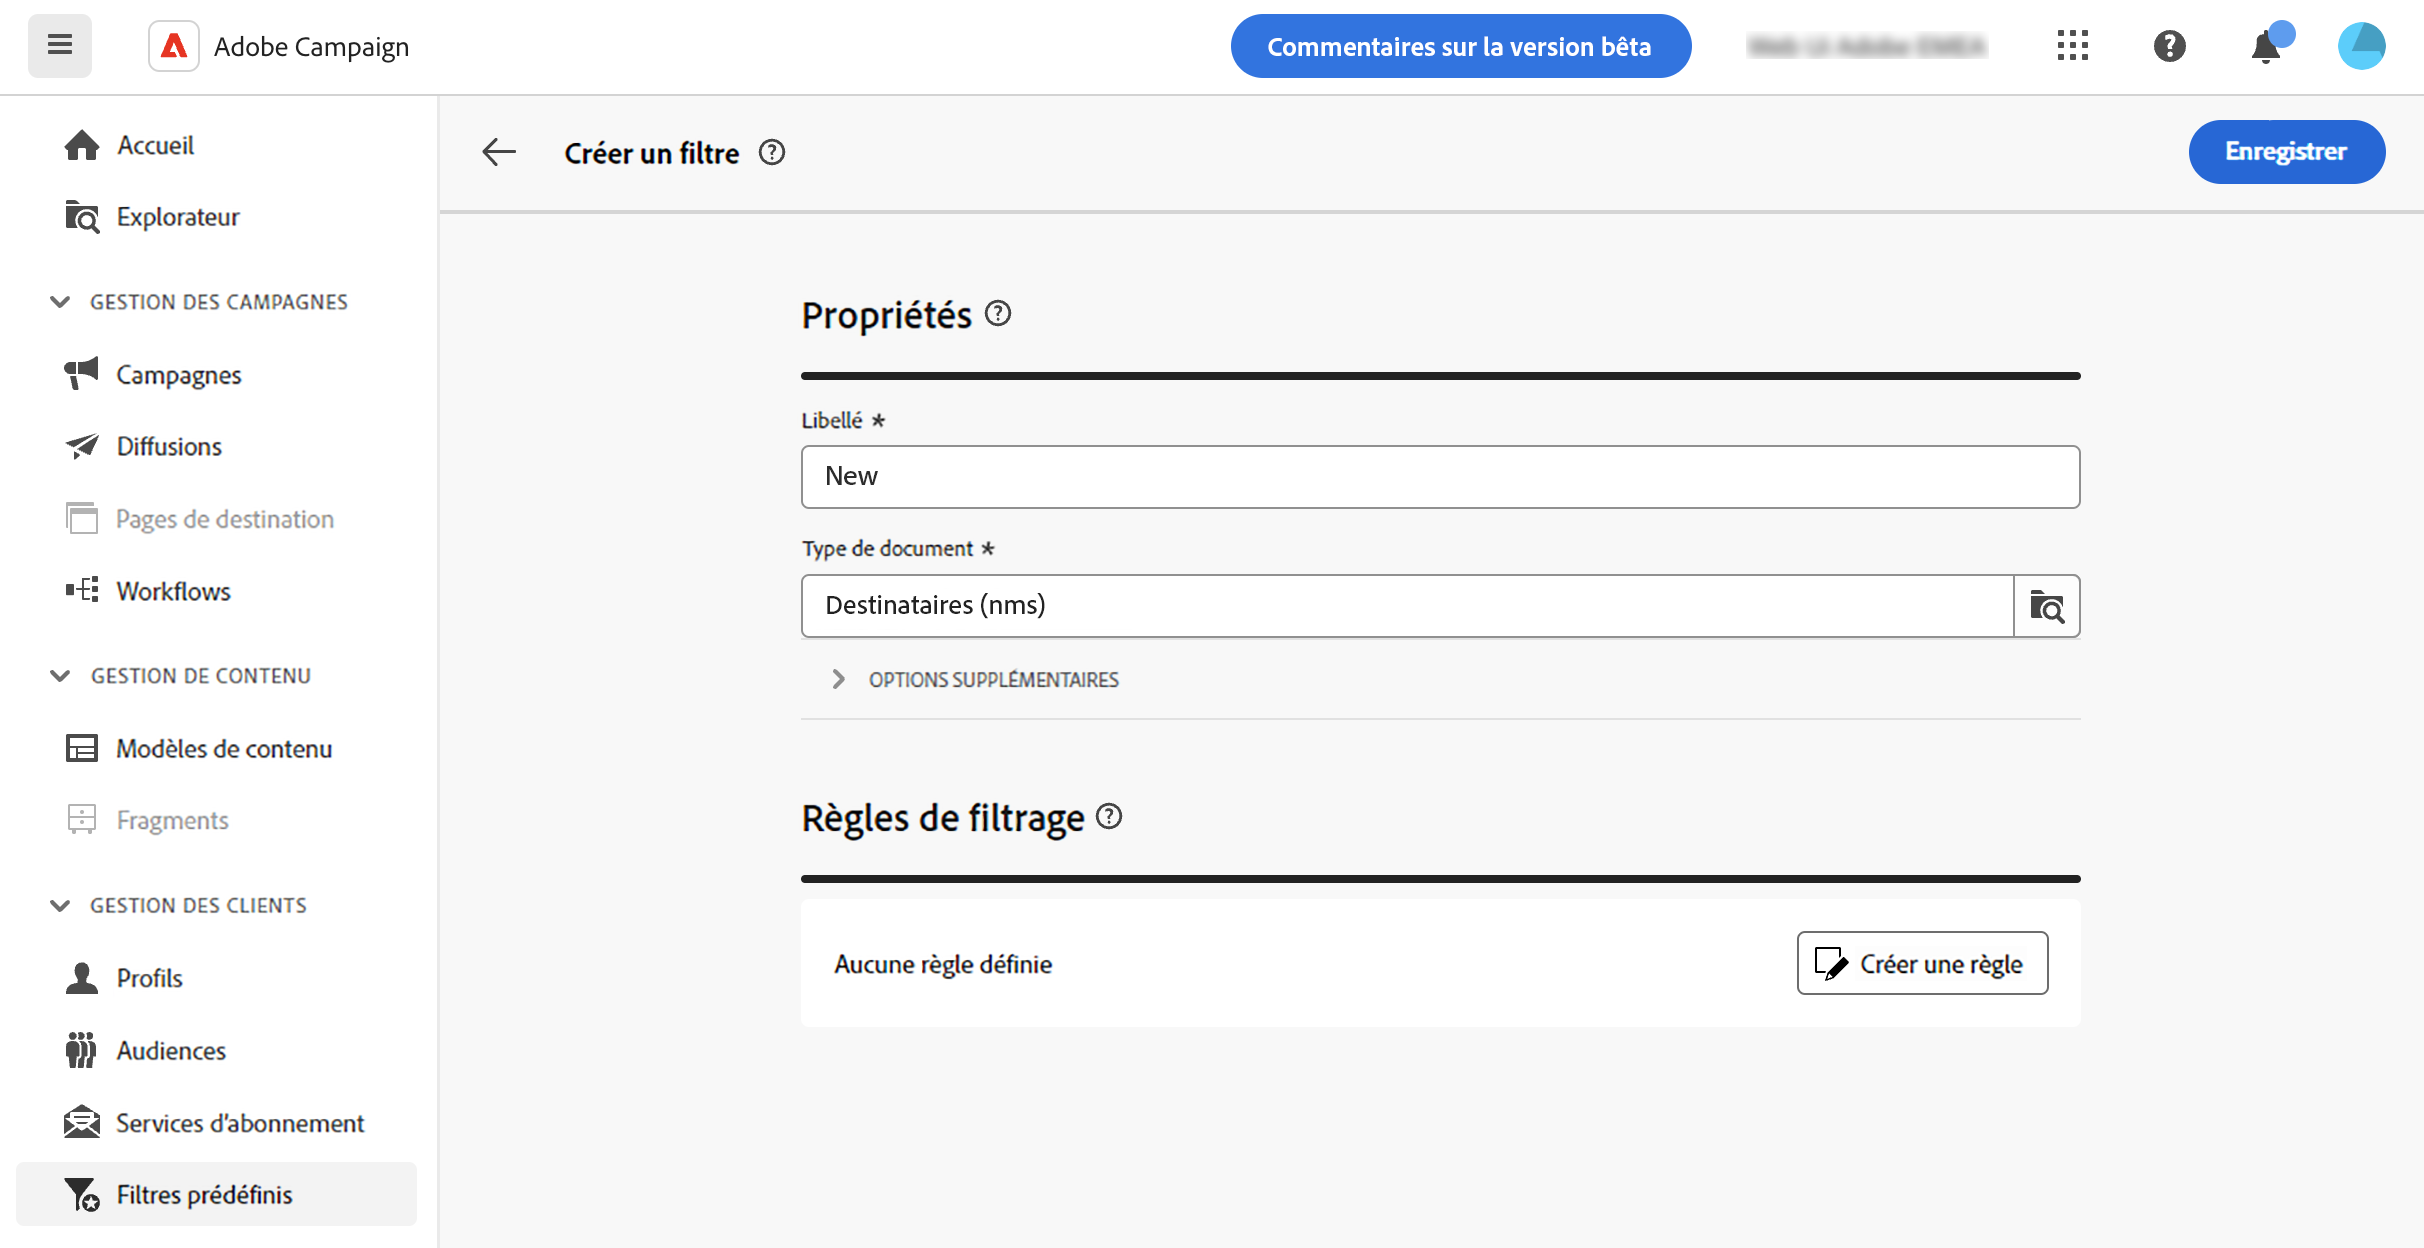 Adobe Campaign
Commentaires sur la version bêta
Accueil
Explorateur
GESTION DES CAMPAGNES
Campagnes
Diffusions
Pages de destination
Workflows
GESTION DE CONTENU
Modèles de contenu
Fragments
GESTION DES CLIENTS
Profils
Audiences
Services d'abonnement
Filtres prédéfinis
Créer un filtre
Enregistrer
Propriétés
Libellé *
New
Type de document *
Destinataires (nms)
OPTIONS SUPPLÉMENTAIRES
Règles de filtrage
Aucune règle définie
Créer une règle